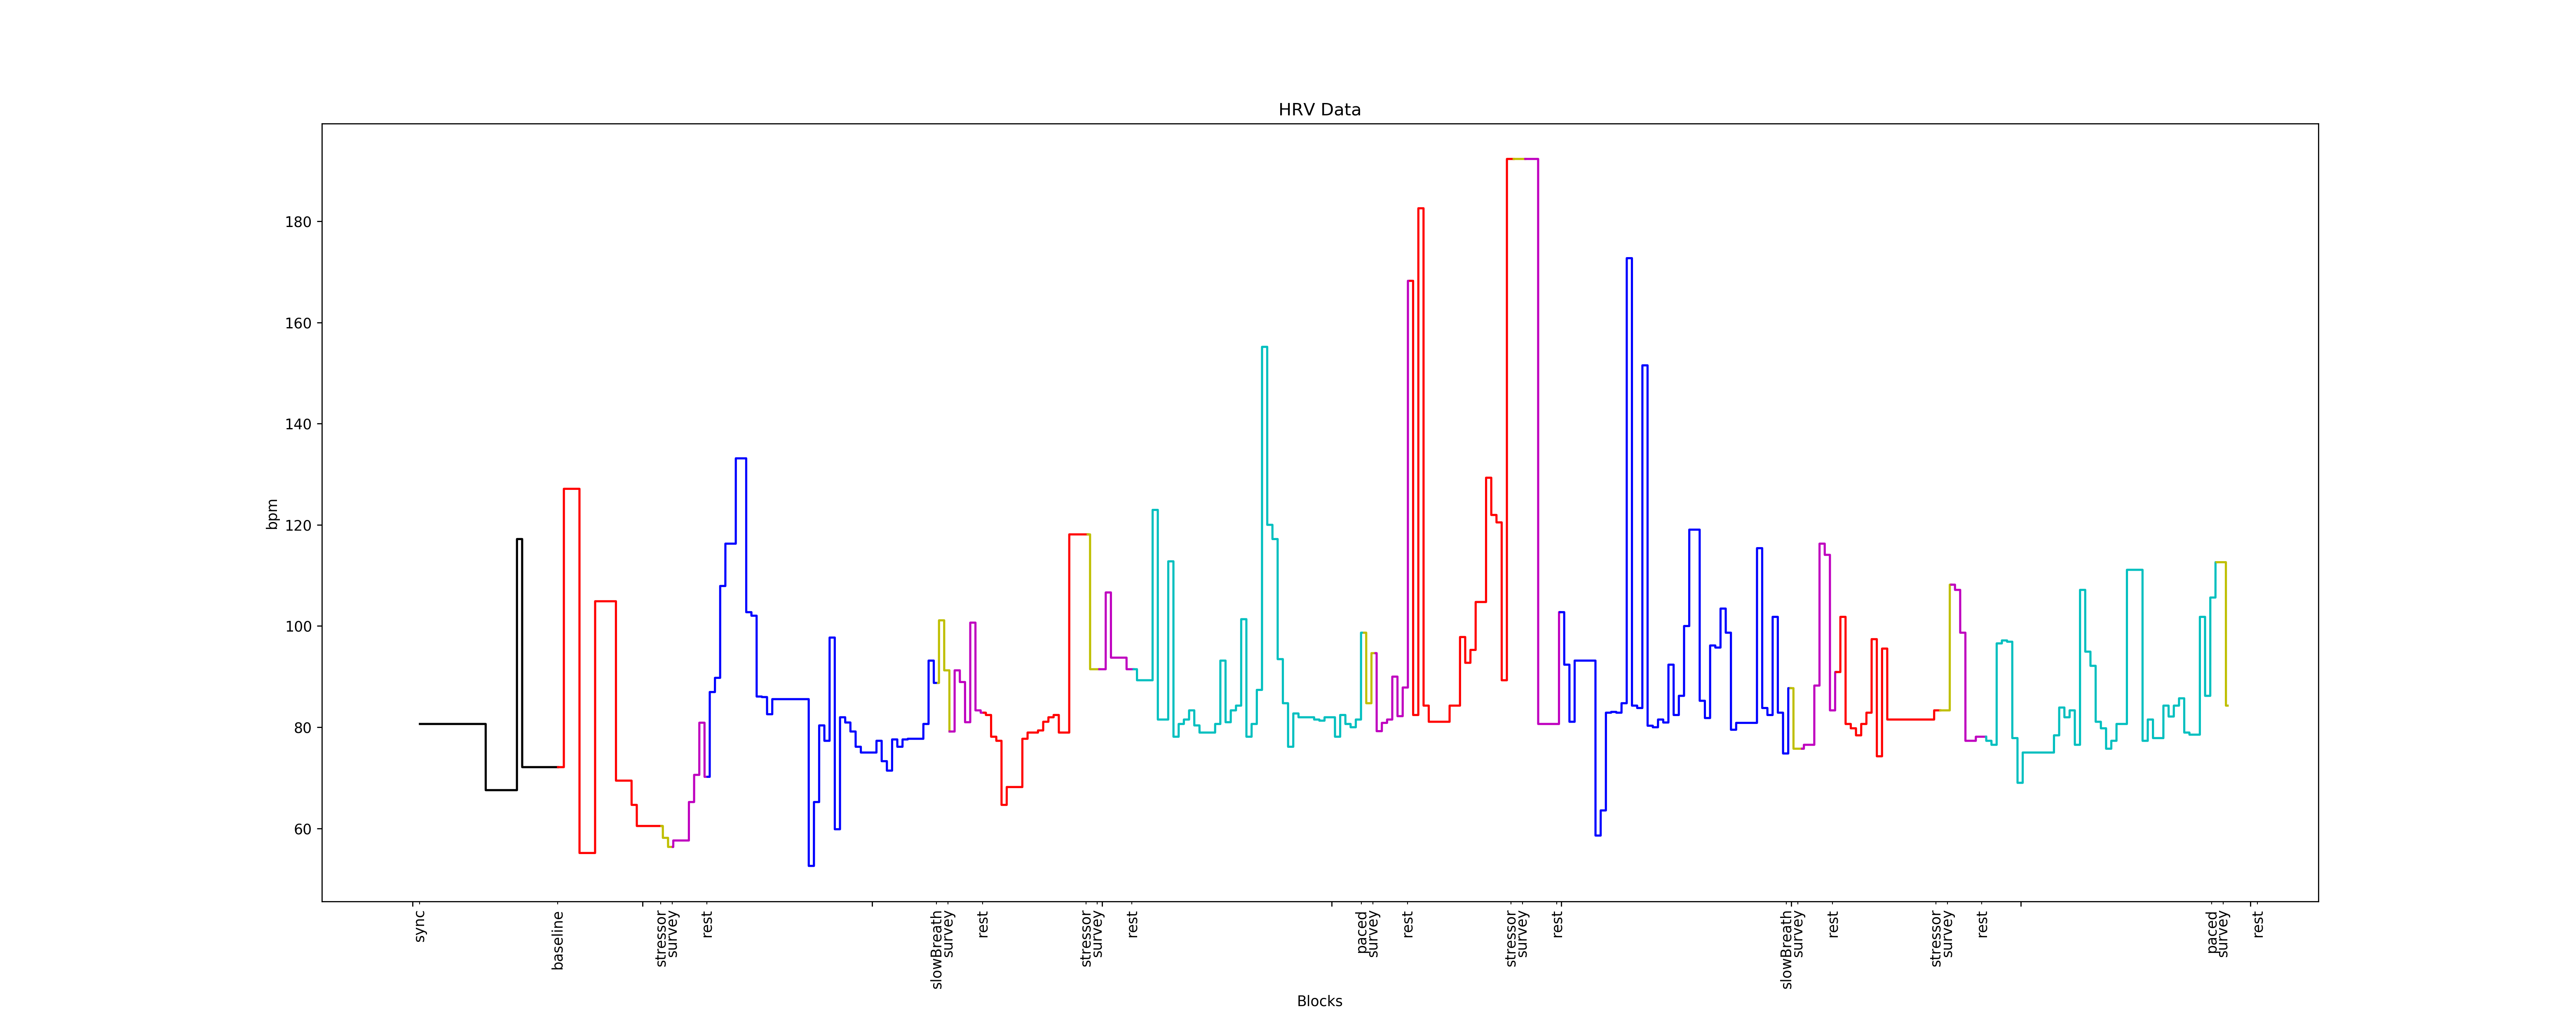 HRV Data
bpm
180
160
140
120
100
80
60
sync
baseline
stressor
survey
rest
slowBreath
survey
rest
stressor
survey
rest
paced
survey
rest
stressor
survey
rest
slowBreath
survey
rest
stressor
survey
rest
paced
survey
rest
Blocks